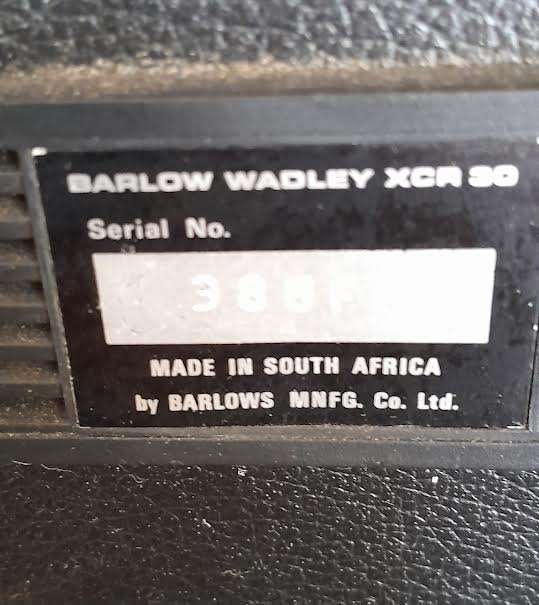 BARLOW WADLEY XCR 30
Serial No.
MADE IN SOUTH AFRICA
by BARLOWS MNFG. Co. Ltd.